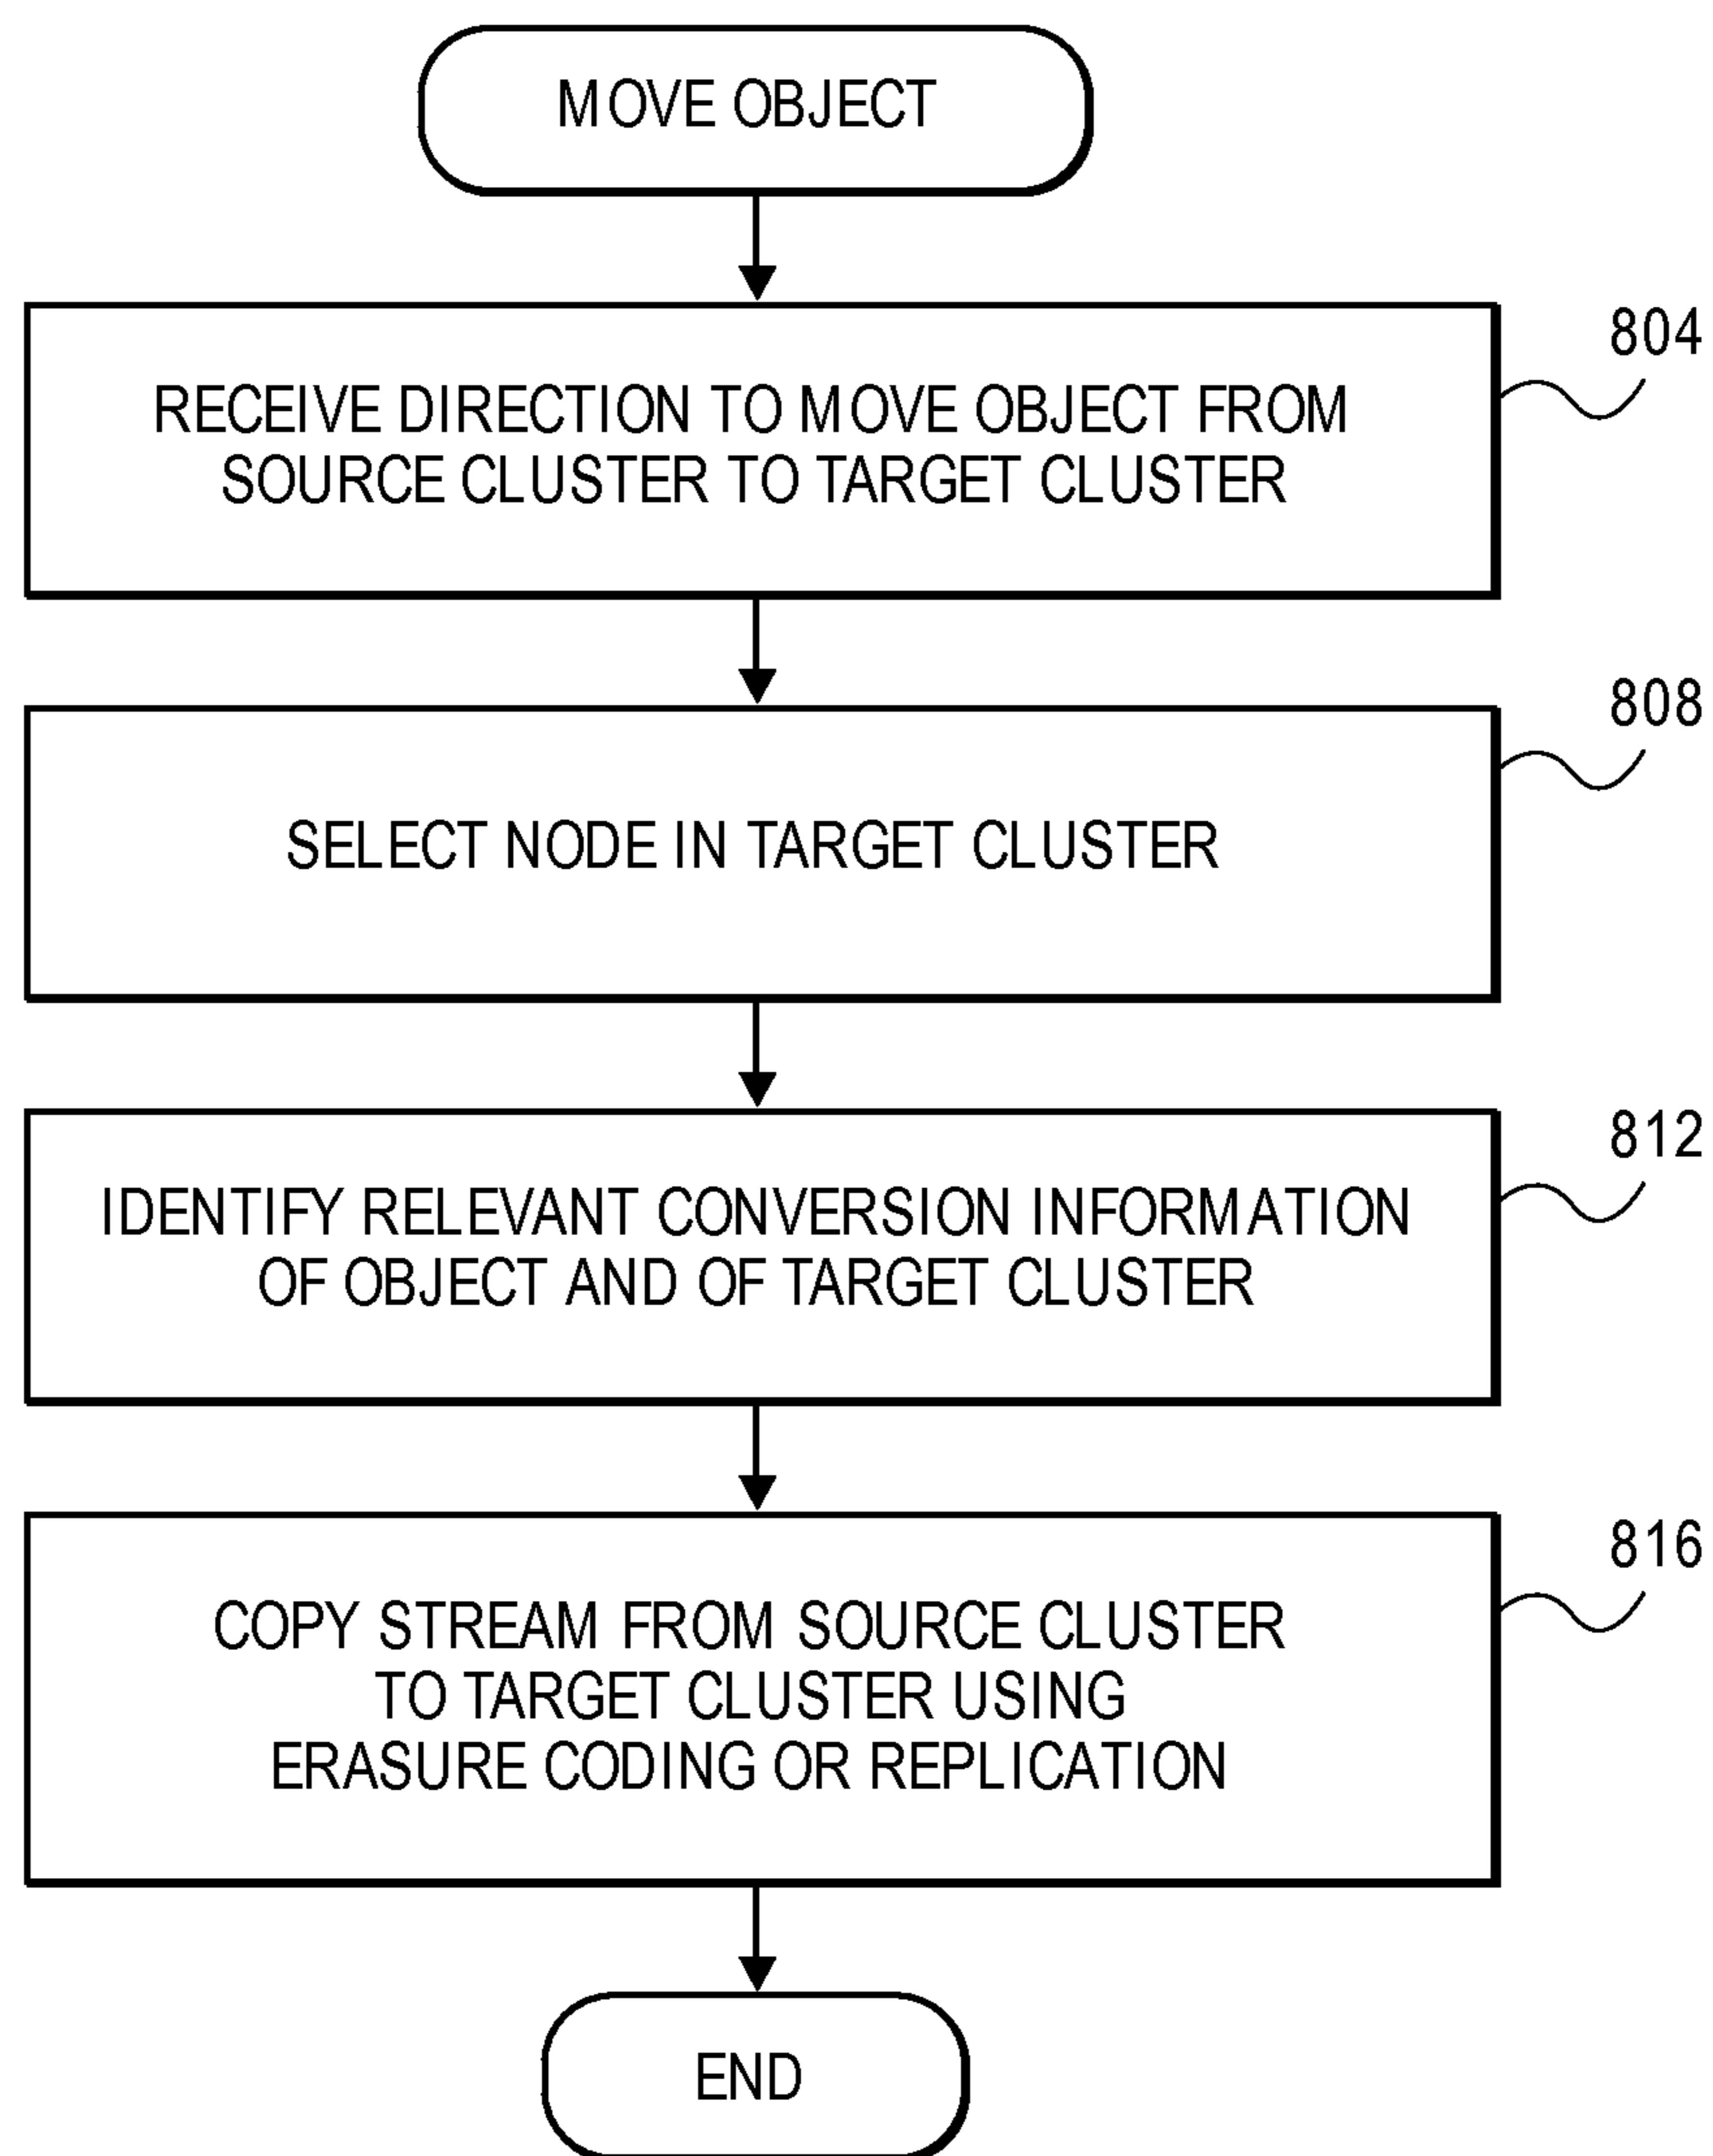 MOVE OBJECT
804
RECEIVE DIRECTION TO MOVE OBJECT FROM
SOURCE CLUSTER TO TARGET CLUSTER
808
SELECT NODE IN TARGET CLUSTER
812
IDENTIFY RELEVANT CONVERSION INFORMATION
OF OBJECT AND OF TARGET CLUSTER
816
COPY STREAM FROM SOURCE CLUSTER
TO TARGET CLUSTER USING
ERASURE CODING OR REPLICATION
END